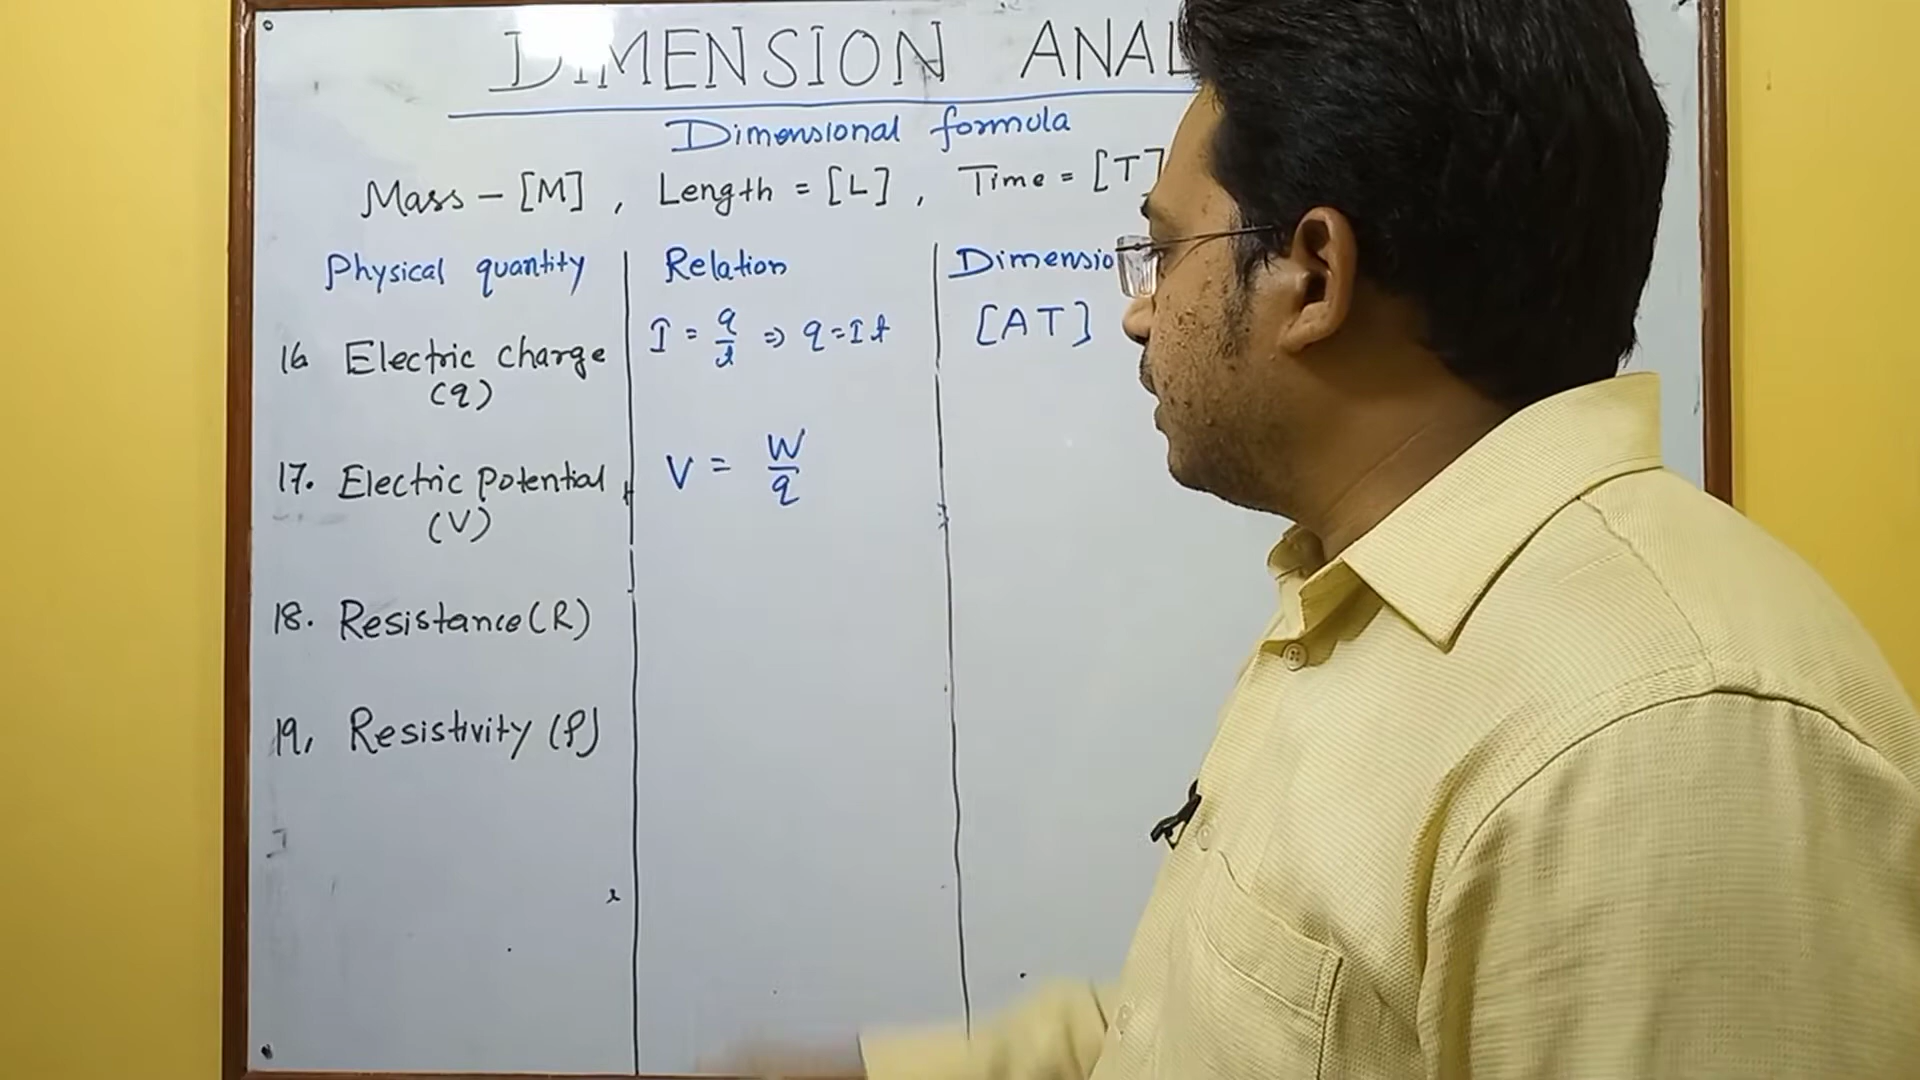 DIMENSION ANAL
Dimensional formula
Mass – [M] , Length = [L] , Time = [T]
Physical quantity Relation Dimensio
16 Electric charge (q) I = q/t ⇒ q=It [AT]
17. Electric Potential (V) V = W/q
18. Resistance (R)
19, Resistivity (ρ)